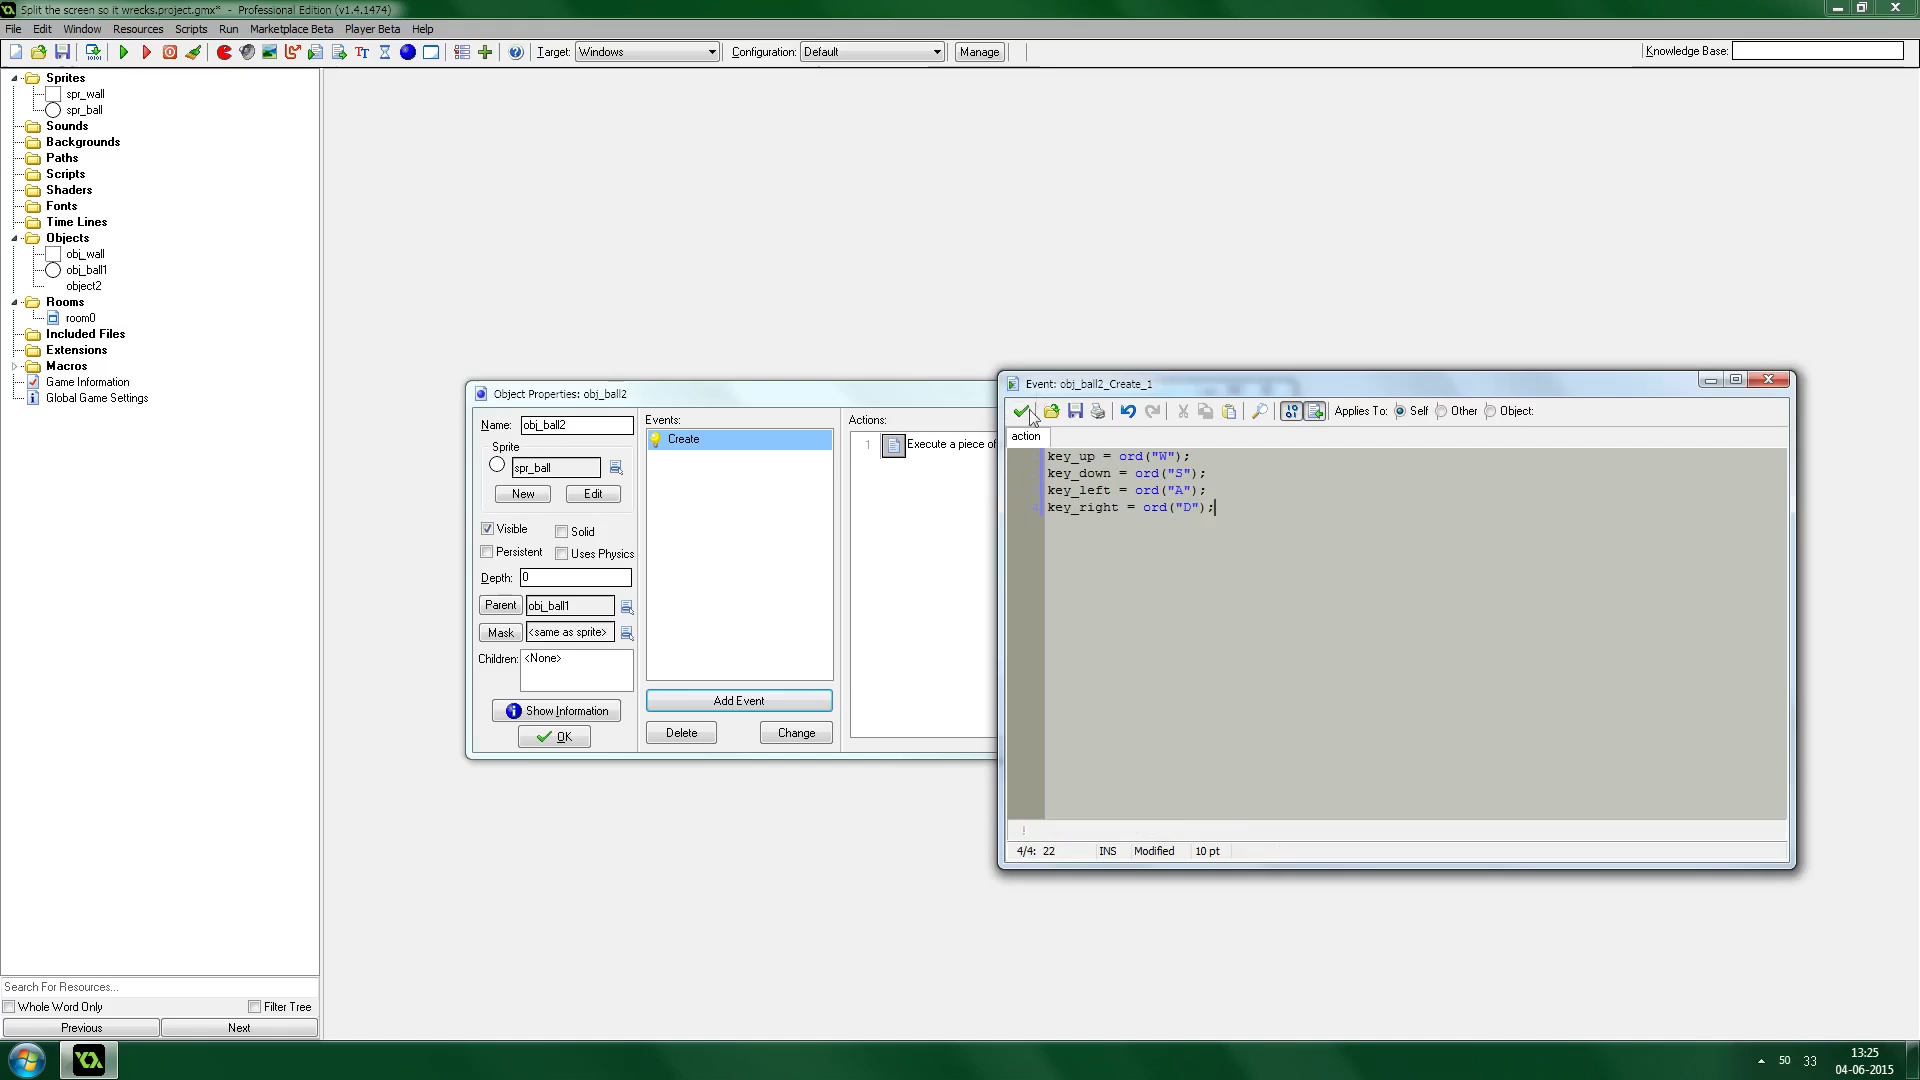 Split the screen so it wrecks.project.gmx* - Professional Edition (v1.4.1474)
File Edit Window Resources Scripts Run Marketplace Beta Player Beta Help
Target: Windows Configuration: Default Manage Knowledge Base:
Sprites
spr_wall
spr_ball
Sounds
Backgrounds
Paths
Scripts
Shaders
Fonts
Time Lines
Objects
obj_wall
obj_ball1
object2
Rooms
room0
Included Files
Extensions
Macros
Game Information
Global Game Settings
Search For Resources...
Whole Word Only Filter Tree
Previous Next
Object Properties: obj_ball2
Name: obj_ball2
Sprite
spr_ball
New Edit
Visible Solid
Persistent Uses Physics
Depth: 0
Parent obj_ball1
Mask <same as sprite>
Children: <None>
Show Information
OK
Events:
Create
Add Event
Delete Change
Actions:
1 Execute a piece of
Event: obj_ball2_Create_1
Applies To: Self Other Object:
action
key_up = ord("W");
key_down = ord("S");
key_left = ord("A");
key_right = ord("D");
4/4: 22 INS Modified 10 pt
50 33 13:25
04-06-2015